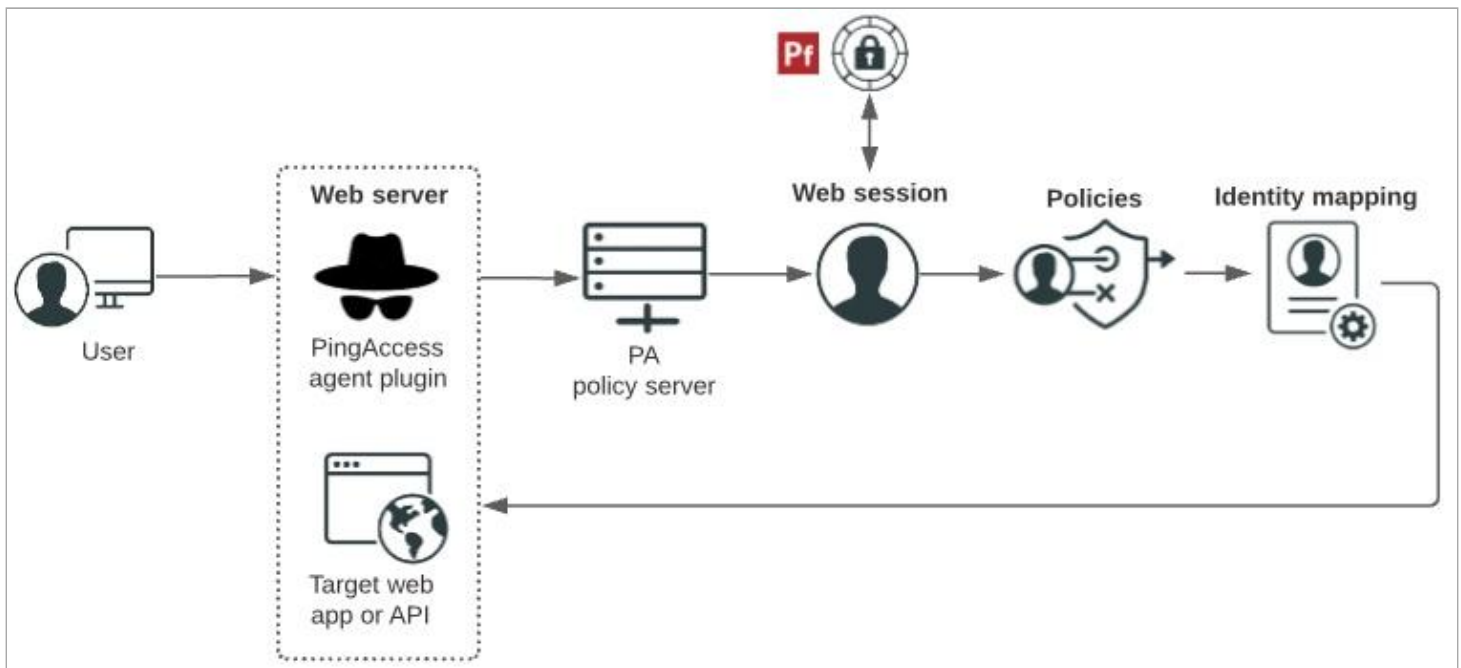 Pf
Web server
Web session
Policies
Identity mapping
User
PingAccess
agent plugin
PA
policy server
Target web
app or API